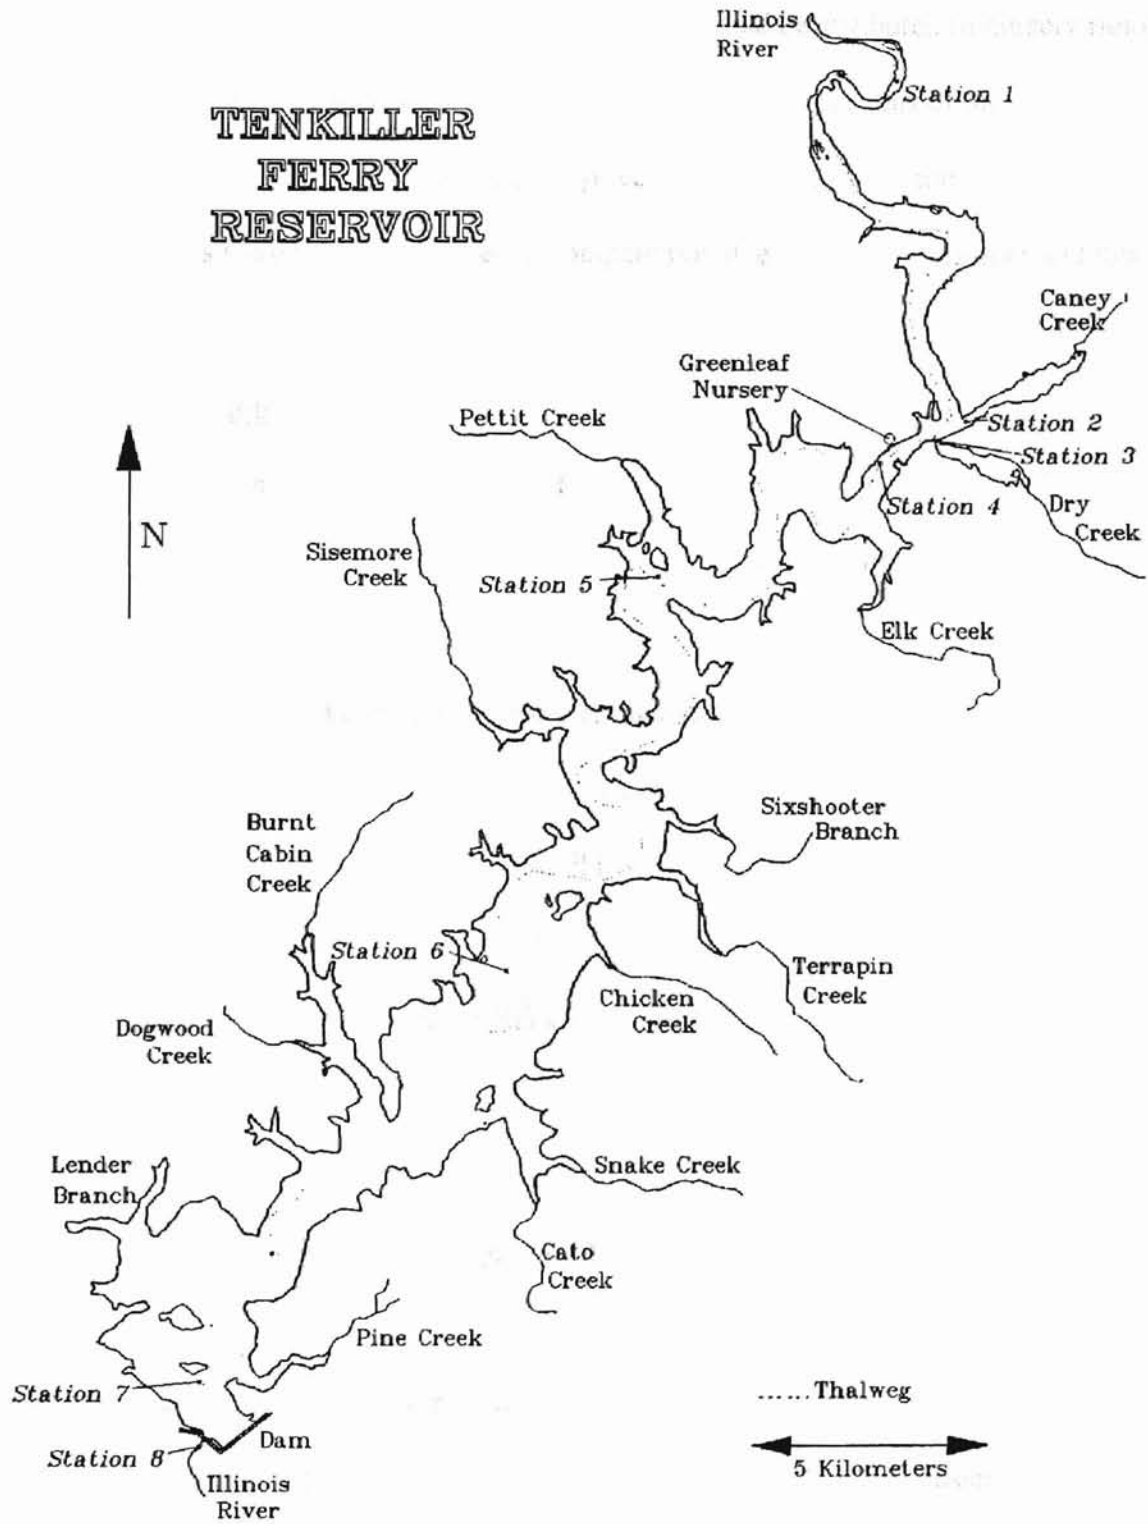 Illinois
River
Station 1
TENKILLER
FERRY
RESERVOIR
Caney
Creek
Greenleaf
Nursery
Pettit Creek
Station 2
Station 3
Station 4
Dry
Creek
N
Sisemore
Creek
Station 5
Elk Creek
Burnt
Cabin
Creek
Sixshooter
Branch
Station 6
Terrapin
Creek
Chicken
Creek
Dogwood
Creek
Lender
Branch
Snake Creek
Cato
Creek
Pine Creek
Station 7
......Thalweg
Dam
Station 8
5 Kilometers
Illinois
River